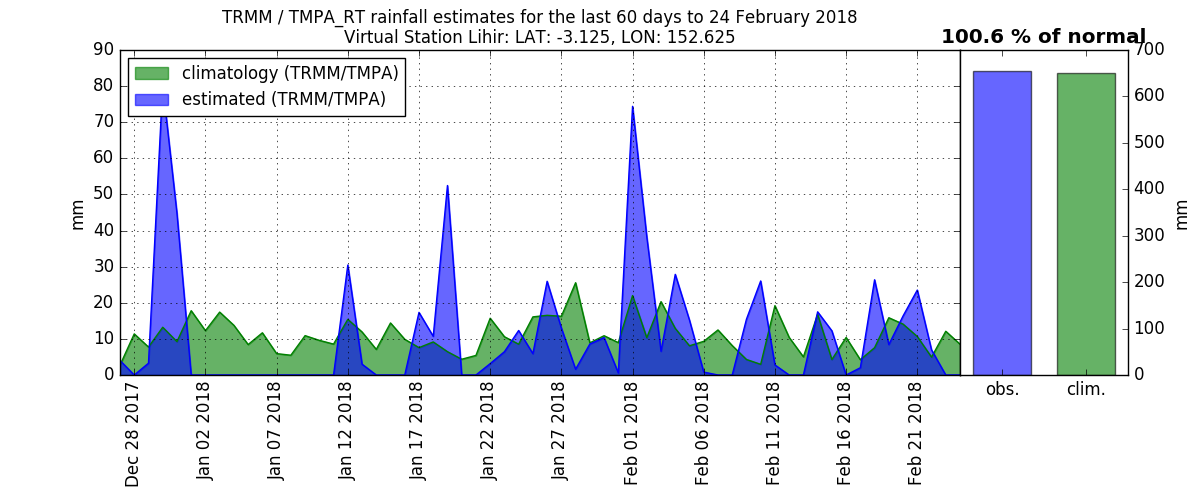 TRMM / TMPA_RT rainfall estimates for the last 60 days to 24 February 2018
Virtual Station Lihir: LAT: -3.125, LON: 152.625
100.6 % of normal
climatology (TRMM/TMPA)
estimated (TRMM/TMPA)
90
80
70
60
50
40
30
20
10
0
mm
Dec 28 2017
Jan 02 2018
Jan 07 2018
Jan 12 2018
Jan 17 2018
Jan 22 2018
Jan 27 2018
Feb 01 2018
Feb 06 2018
Feb 11 2018
Feb 16 2018
Feb 21 2018
obs.
clim.
700
600
500
400
300
200
100
0
mm